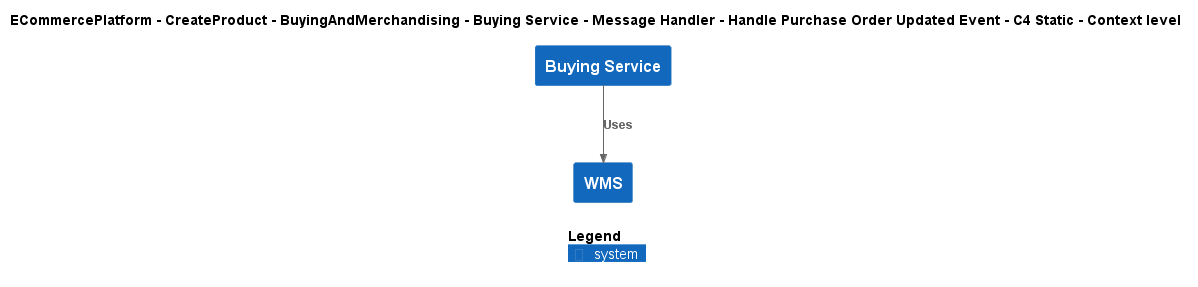 ECommercePlatform - CreateProduct - BuyingAndMerchandising - Buying Service - Message Handler - Handle Purchase Order Updated Event - C4 Static - Context level
Buying Service
Uses
WMS
Legend
system